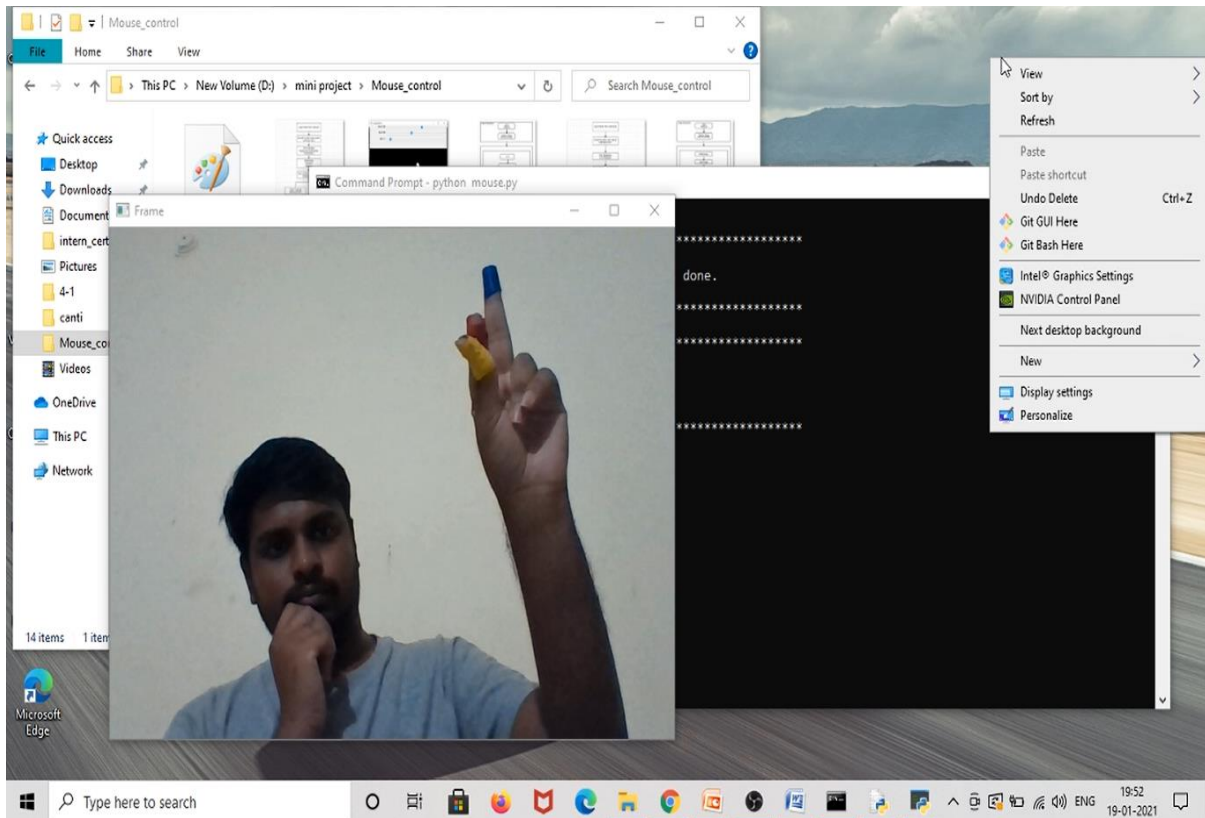 Mouse_control
File Home Share View
This PC > New Volume (D:) > mini project > Mouse_control
Search Mouse_control
Quick access
Desktop
Downloads
Document
intern_cert
Pictures
4-1
canti
Mouse_co
Videos
OneDrive
This PC
Network
14 items 1 item
Command Prompt - python mouse.py
******************
done.
******************
******************
******************
Frame
View
Sort by
Refresh
Paste
Paste shortcut
Undo Delete Ctrl+Z
Git GUI Here
Git Bash Here
Intel® Graphics Settings
NVIDIA Control Panel
Next desktop background
New
Display settings
Personalize
Microsoft
Edge
Type here to search
ENG
19:52
19-01-2021